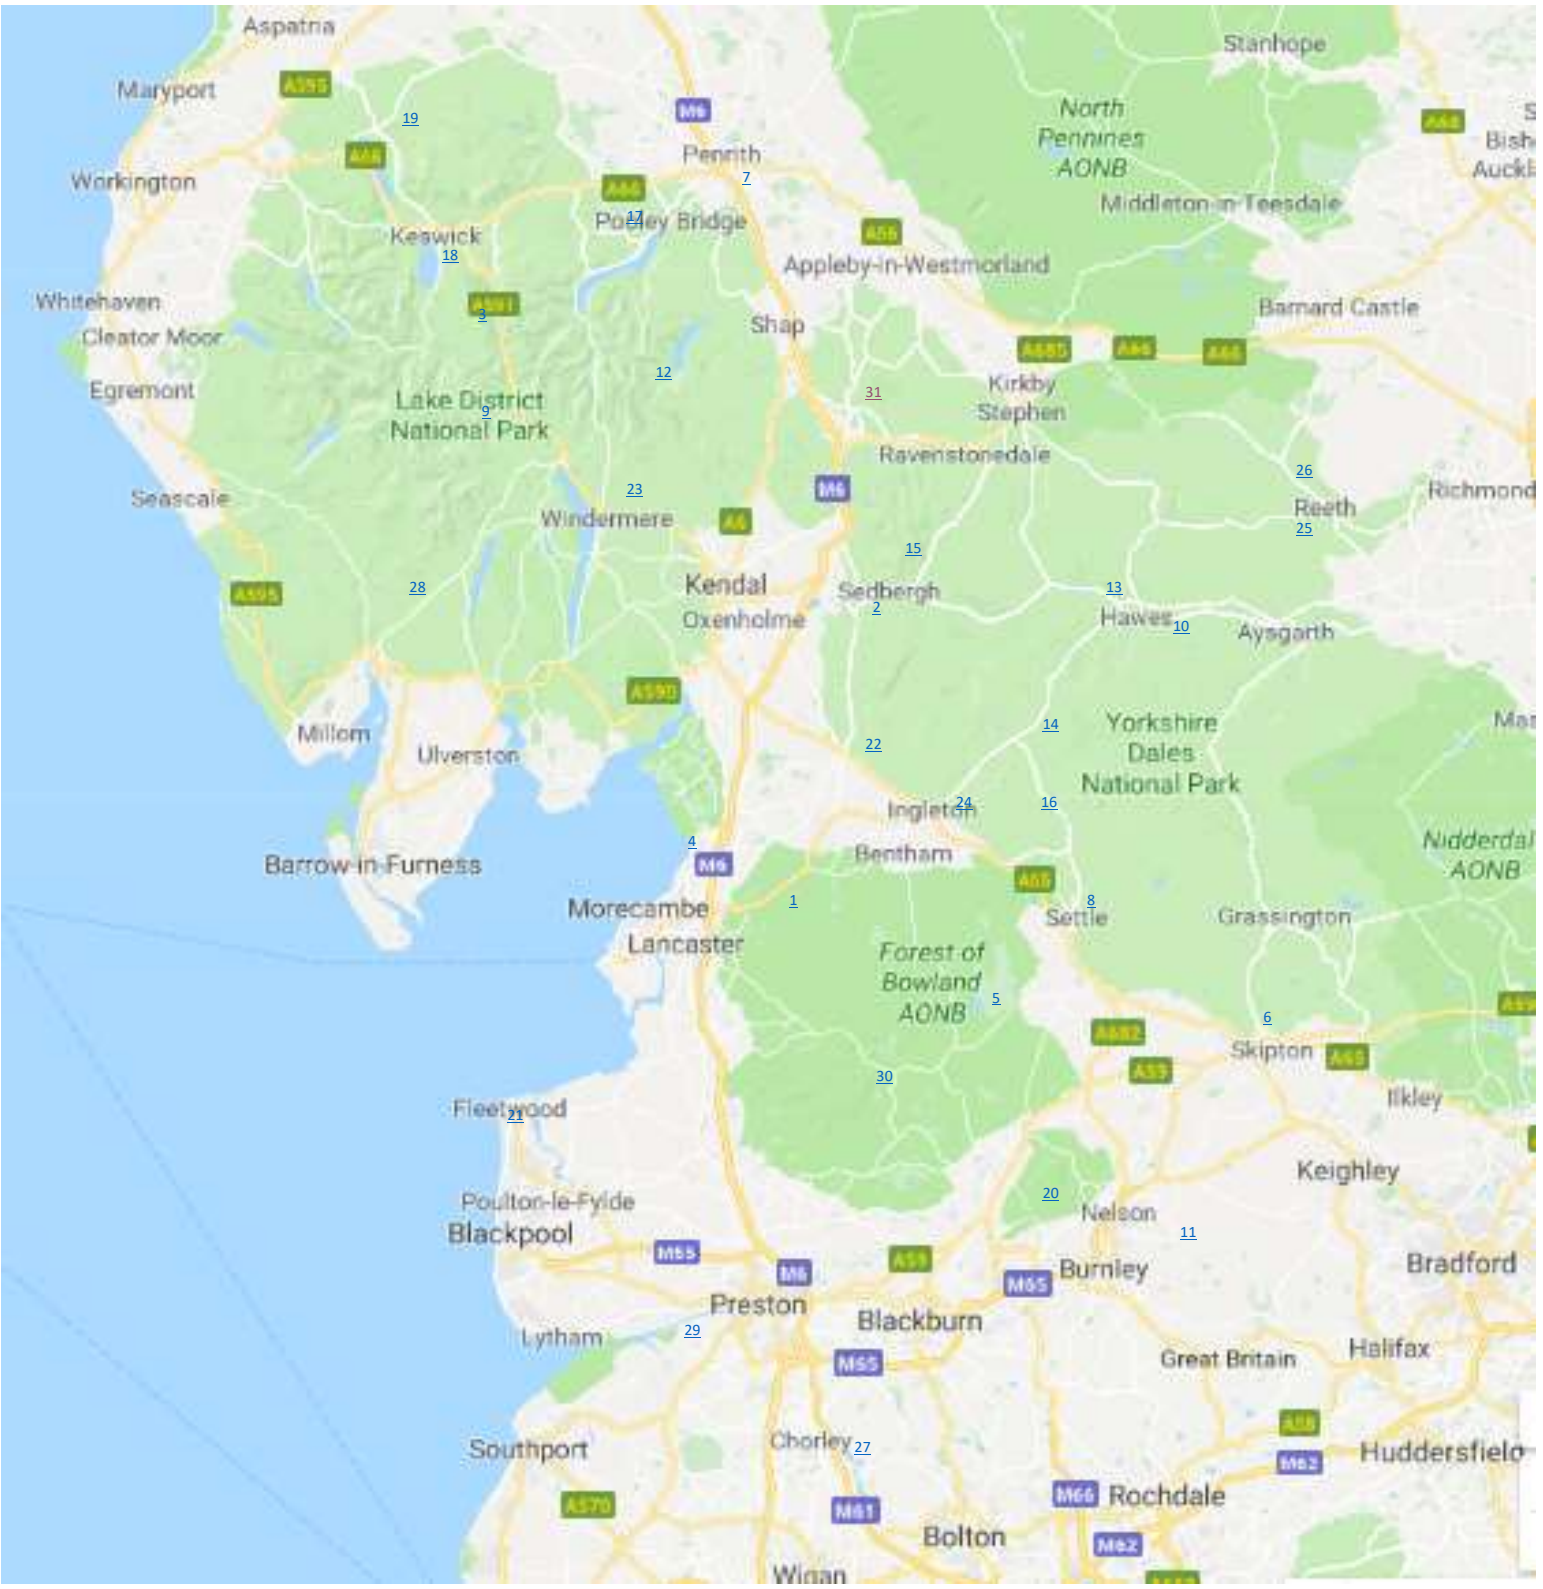 Aspatria
Stanhope
Maryport
A595
North
Pennines
AONB
M6
19
A68
Bish
Auckl
Penrith
A66
7
Workington
A66
Middleton-in-Teesdale
17
Pooley Bridge
Keswick
18
A66
Appleby-in-Westmorland
Whitehaven
A591
3
Barnard Castle
Cleator Moor
Shap
A685
A66
A66
12
Egremont
31
Kirkby
Stephen
Lake District
National Park
9
Ravenstonedale
26
Seascale
23
M6
Richmond
Reeth
25
Windermere
A6
15
A595
28
Kendal
Sedbergh
2
13
Hawes
10
Oxenholme
Aysgarth
A590
Millom
14
Yorkshire
Dales
National Park
Mas
Ulverston
22
Ingleton
24
16
4
Barrow-in-Furness
M6
Bentham
Nidderdal
AONB
A65
1
8
Morecambe
Settle
Grassington
Lancaster
Forest of
Bowland
AONB
5
6
A682
Skipton
A65
A59
30
Fleetwood
21
Ilkley
Keighley
20
Poulton-le-Fylde
Nelson
11
Blackpool
M55
M6
A59
M65
Burnley
Bradford
Preston
Blackburn
29
Lytham
M65
Great Britain
Halifax
A58
Southport
Chorley
27
M62
Huddersfield
A570
M61
M66
Rochdale
Bolton
M62
Wigan